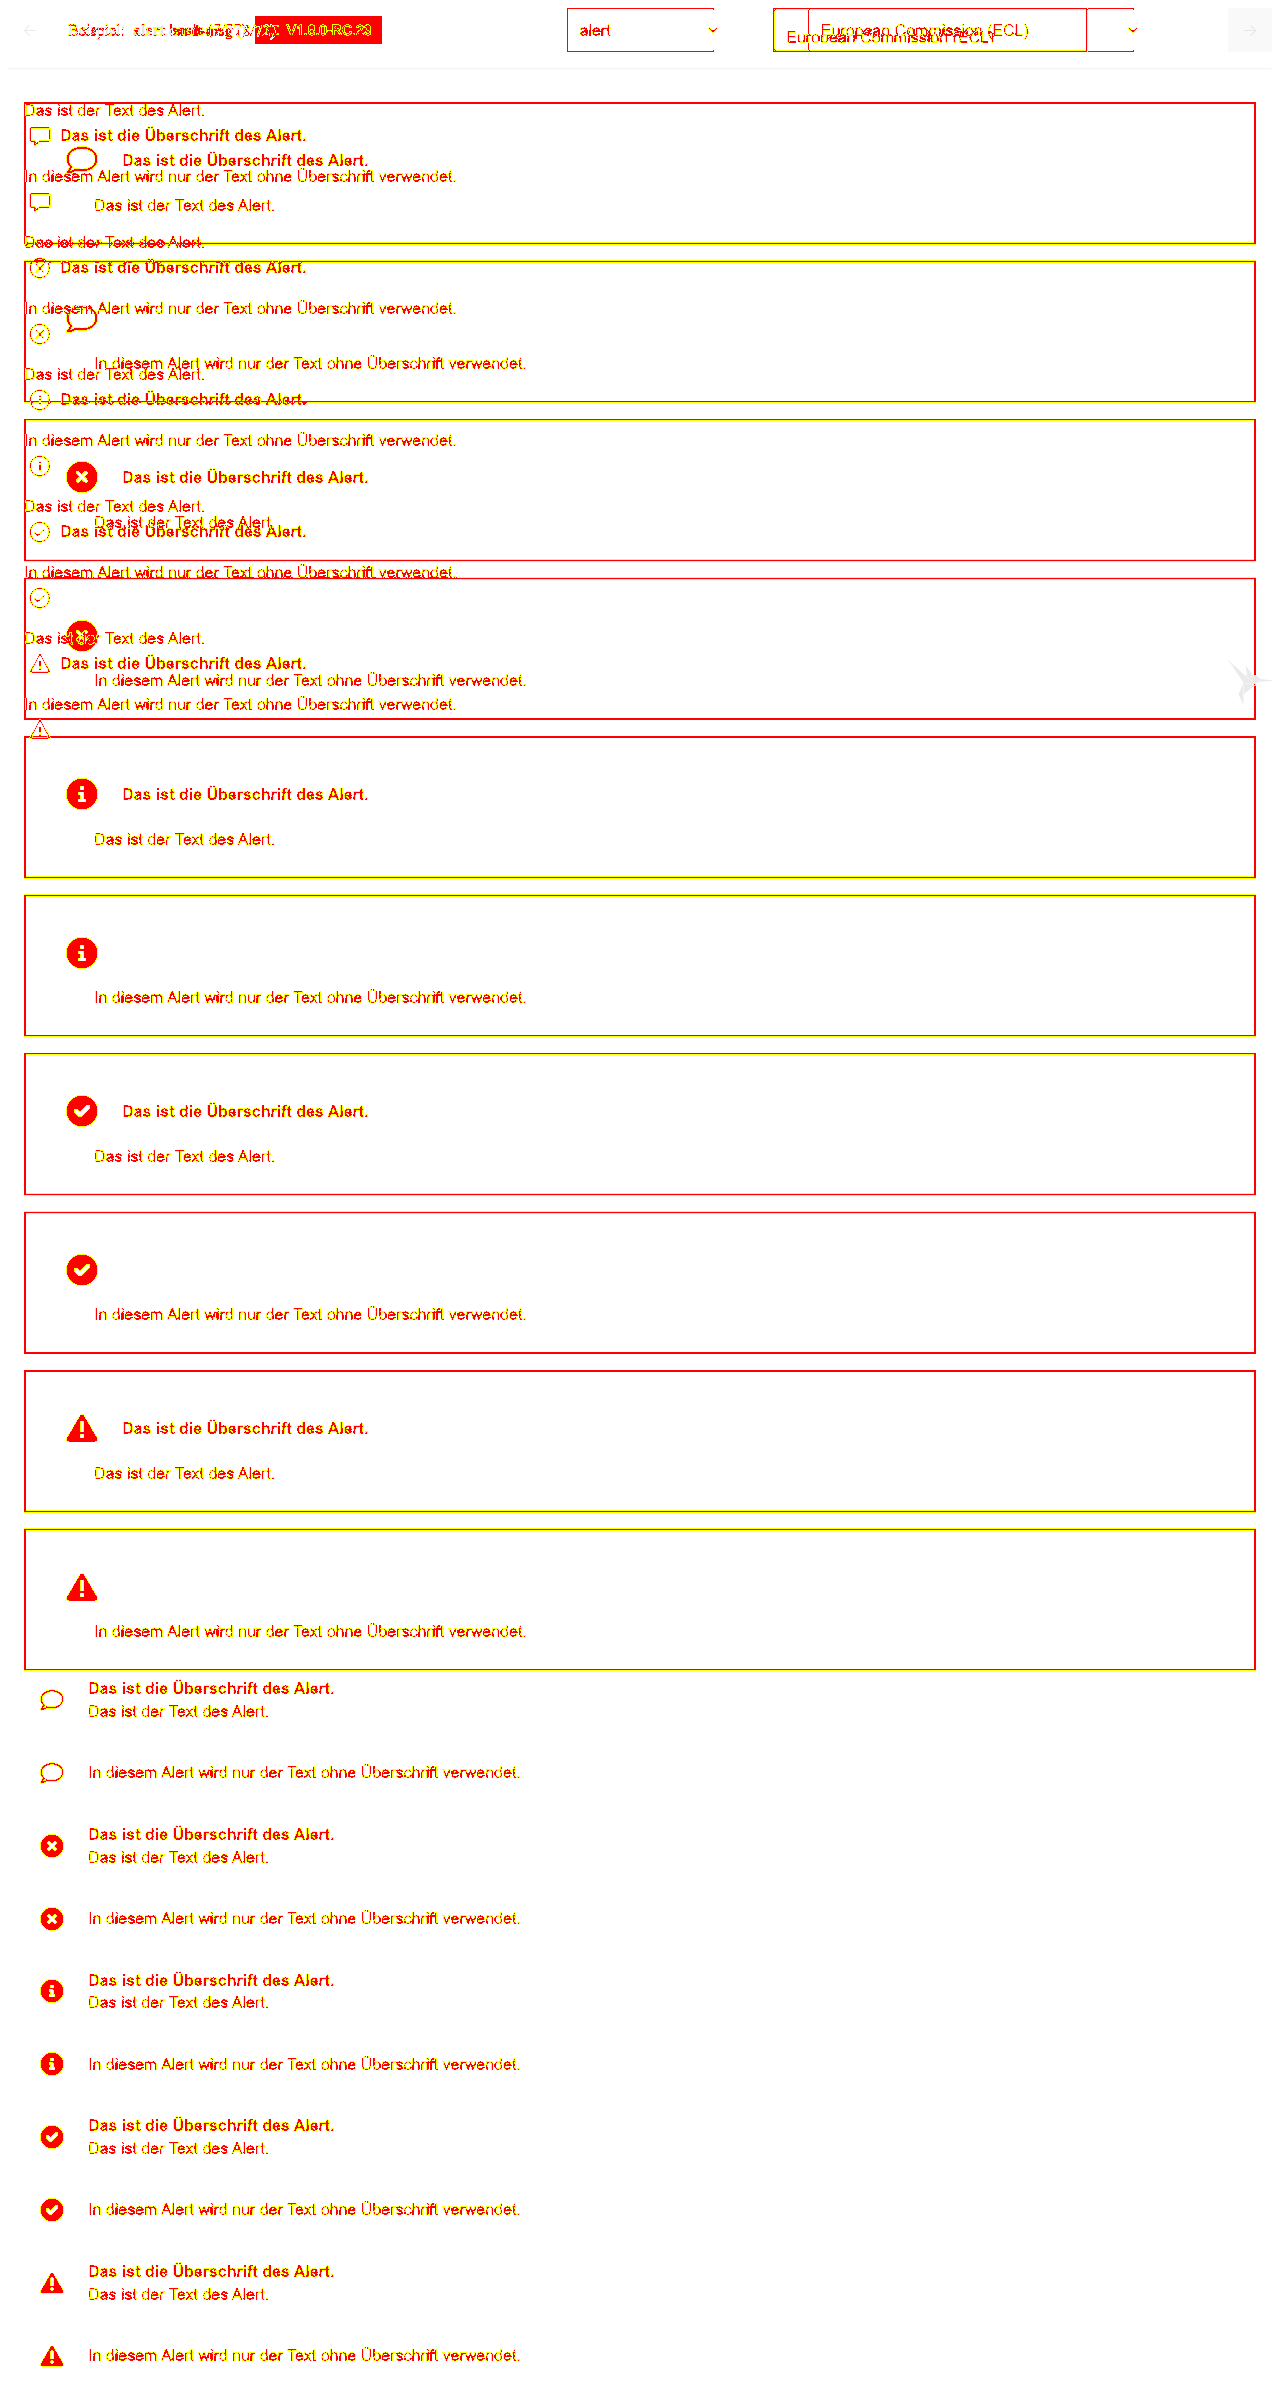 V1.0.0-RC.29
alert
European Commission (ECL)
European Commission (ECL)
Das ist der Text des Alert.
Das ist die Überschrift des Alert.
Das ist die Überschrift des Alert.
In diesem Alert wird nur der Text ohne Überschrift verwendet.
Das ist der Text des Alert.
Das ist der Text des Alert.
Das ist die Überschrift des Alert.
In diesem Alert wird nur der Text ohne Überschrift verwendet.
In diesem Alert wird nur der Text ohne Überschrift verwendet.
Das ist der Text des Alert.
Das ist die Überschrift des Alert.
In diesem Alert wird nur der Text ohne Überschrift verwendet.
Das ist die Überschrift des Alert.
Das ist der Text des Alert.
Das ist der Text des Alert.
Das ist die Überschrift des Alert.
In diesem Alert wird nur der Text ohne Überschrift verwendet.
Das ist der Text des Alert.
Das ist die Überschrift des Alert.
In diesem Alert wird nur der Text ohne Überschrift verwendet.
In diesem Alert wird nur der Text ohne Überschrift verwendet.
Das ist die Überschrift des Alert.
Das ist der Text des Alert.
In diesem Alert wird nur der Text ohne Überschrift verwendet.
Das ist die Überschrift des Alert.
Das ist der Text des Alert.
In diesem Alert wird nur der Text ohne Überschrift verwendet.
Das ist die Überschrift des Alert.
Das ist der Text des Alert.
In diesem Alert wird nur der Text ohne Überschrift verwendet.
Das ist die Überschrift des Alert.
Das ist der Text des Alert.
In diesem Alert wird nur der Text ohne Überschrift verwendet.
Das ist die Überschrift des Alert.
Das ist der Text des Alert.
In diesem Alert wird nur der Text ohne Überschrift verwendet.
Das ist die Überschrift des Alert.
Das ist der Text des Alert.
In diesem Alert wird nur der Text ohne Überschrift verwendet.
Das ist die Überschrift des Alert.
Das ist der Text des Alert.
In diesem Alert wird nur der Text ohne Überschrift verwendet.
Das ist die Überschrift des Alert.
Das ist der Text des Alert.
In diesem Alert wird nur der Text ohne Überschrift verwendet.